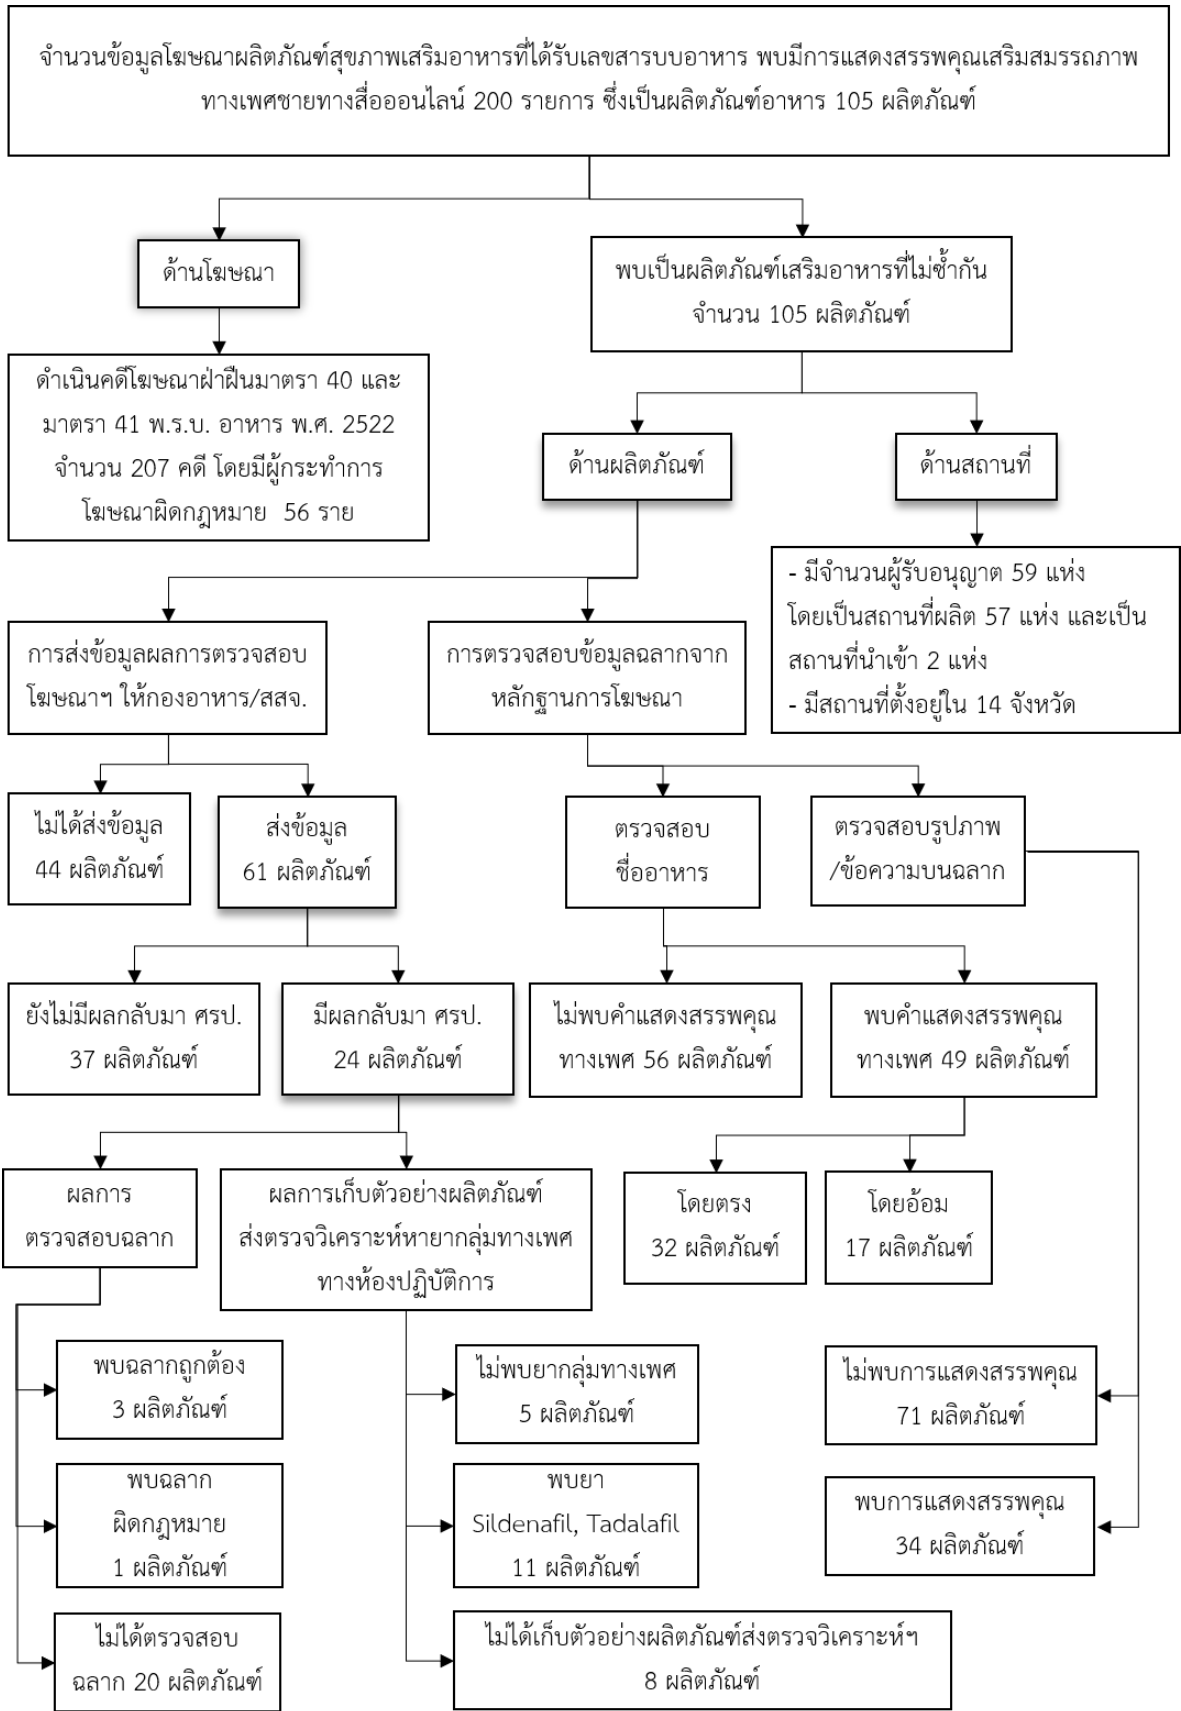 จำนวนข้อมูลโฆษณาผลิตภัณฑ์สุขภาพเสริมอาหารที่ได้รับเลขสารบบอาหาร พบมีการแสดงสรรพคุณเสริมสมรรถภาพ
ทางเพศชายทางสื่อออนไลน์ 200 รายการ ซึ่งเป็นผลิตภัณฑ์อาหาร 105 ผลิตภัณฑ์
ด้านโฆษณา
พบเป็นผลิตภัณฑ์เสริมอาหารที่ไม่ซ้ำกัน
จำนวน 105 ผลิตภัณฑ์
ดำเนินคดีโฆษณาฝ่าฝืนมาตรา 40 และ
มาตรา 41 พ.ร.บ. อาหาร พ.ศ. 2522
จำนวน 207 คดี โดยมีผู้กระทำการ
โฆษณาผิดกฎหมาย 56 ราย
ด้านผลิตภัณฑ์
ด้านสถานที่
- มีจำนวนผู้รับอนุญาต 59 แห่ง
โดยเป็นสถานที่ผลิต 57 แห่ง และเป็น
สถานที่นำเข้า 2 แห่ง
- มีสถานที่ตั้งอยู่ใน 14 จังหวัด
การส่งข้อมูลผลการตรวจสอบ
โฆษณาฯ ให้กองอาหาร/สสจ.
การตรวจสอบข้อมูลฉลากจาก
หลักฐานการโฆษณา
ไม่ได้ส่งข้อมูล
44 ผลิตภัณฑ์
ส่งข้อมูล
61 ผลิตภัณฑ์
ตรวจสอบ
ชื่ออาหาร
ตรวจสอบรูปภาพ
/ข้อความบนฉลาก
ยังไม่มีผลกลับมา ศรป.
37 ผลิตภัณฑ์
มีผลกลับมา ศรป.
24 ผลิตภัณฑ์
ไม่พบคำแสดงสรรพคุณ
ทางเพศ 56 ผลิตภัณฑ์
พบคำแสดงสรรพคุณ
ทางเพศ 49 ผลิตภัณฑ์
ผลการ
ตรวจสอบฉลาก
ผลการเก็บตัวอย่างผลิตภัณฑ์
ส่งตรวจวิเคราะห์หายากลุ่มทางเพศ
ทางห้องปฏิบัติการ
โดยตรง
32 ผลิตภัณฑ์
โดยอ้อม
17 ผลิตภัณฑ์
พบฉลากถูกต้อง
3 ผลิตภัณฑ์
ไม่พบยากลุ่มทางเพศ
5 ผลิตภัณฑ์
ไม่พบการแสดงสรรพคุณ
71 ผลิตภัณฑ์
พบฉลาก
ผิดกฎหมาย
1 ผลิตภัณฑ์
พบยา
Sildenafil, Tadalafil
11 ผลิตภัณฑ์
พบการแสดงสรรพคุณ
34 ผลิตภัณฑ์
ไม่ได้ตรวจสอบ
ฉลาก 20 ผลิตภัณฑ์
ไม่ได้เก็บตัวอย่างผลิตภัณฑ์ส่งตรวจวิเคราะห์ฯ
8 ผลิตภัณฑ์